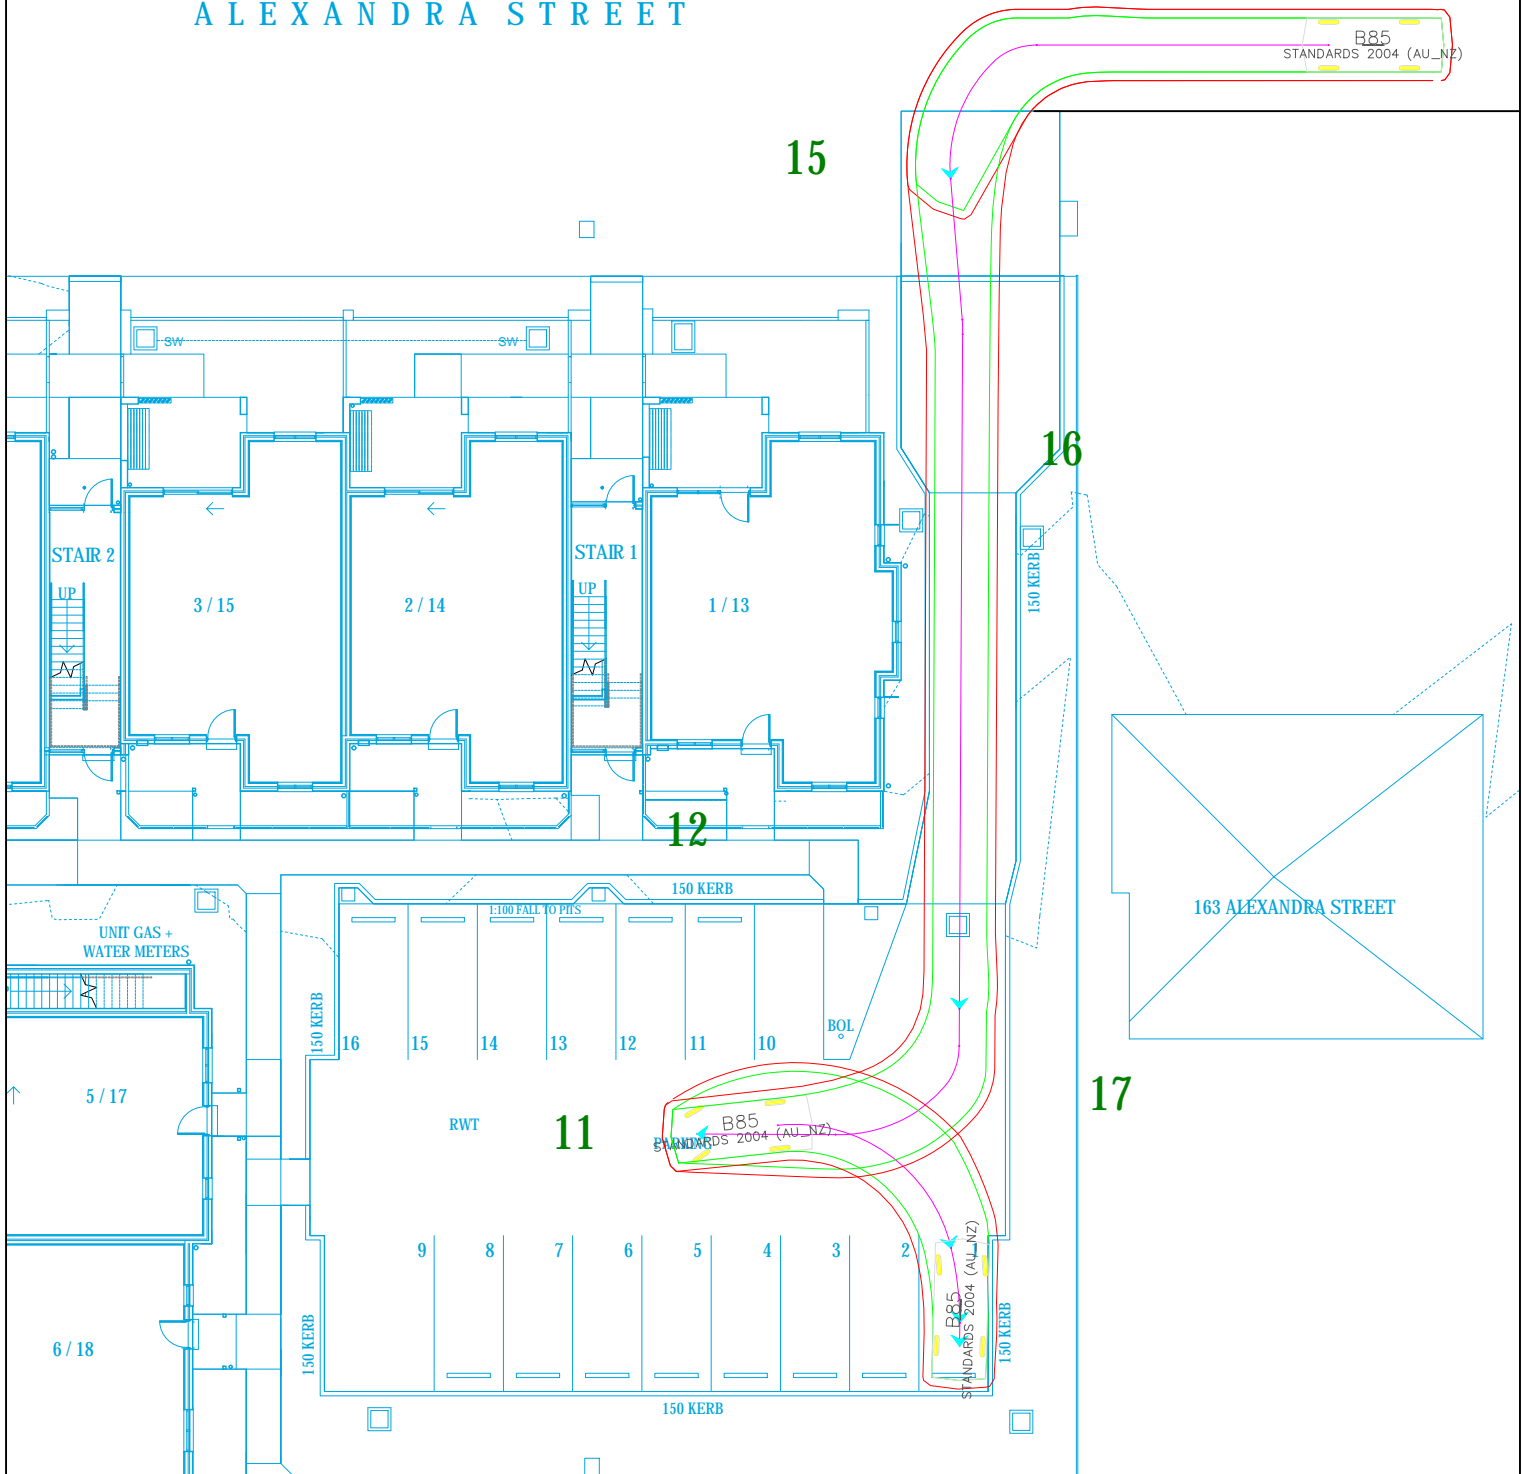 ALEXANDRA STREET
B85
STANDARDS 2004 (AU_NZ)
15
SW
SW
16
STAIR 2
STAIR 1
UP
UP
3 / 15
2 / 14
1 / 13
150 KERB
12
150 KERB
1:100 FALL TO PITS
163 ALEXANDRA STREET
UNIT GAS +
WATER METERS
150 KERB
BOL
16
15
14
13
12
11
10
5 / 17
17
RWT
11
B85
STANDARDS 2004 (AU_NZ)
PARKING
9
8
7
6
5
4
3
2
1
B85
STANDARDS 2004 (AU_NZ)
6 / 18
150 KERB
150 KERB
150 KERB